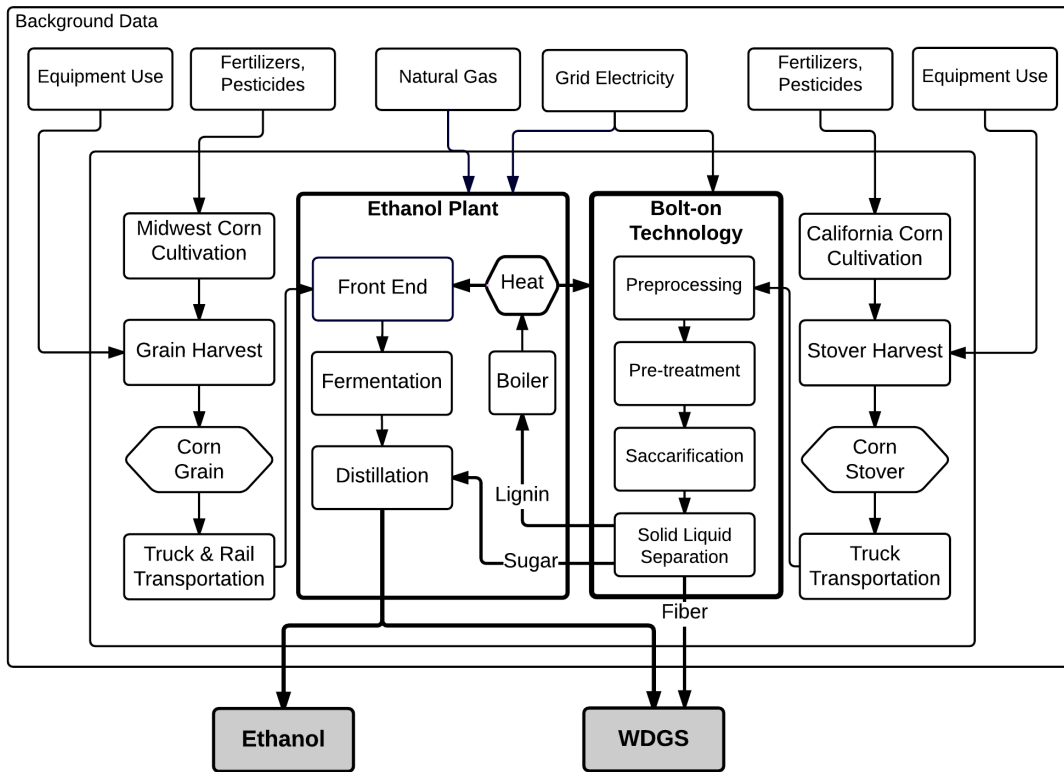 Background Data
Equipment Use
Fertilizers,
Pesticides
Natural Gas
Grid Electricity
Fertilizers,
Pesticides
Equipment Use
Midwest Corn
Cultivation
Grain Harvest
Corn
Grain
Truck & Rail
Transportation
Ethanol Plant
Front End
Heat
Fermentation
Boiler
Distillation
Lignin
Sugar
Bolt-on
Technology
Preprocessing
Pre-treatment
Saccarification
Solid Liquid
Separation
Fiber
California Corn
Cultivation
Stover Harvest
Corn
Stover
Truck
Transportation
Ethanol
WDGS